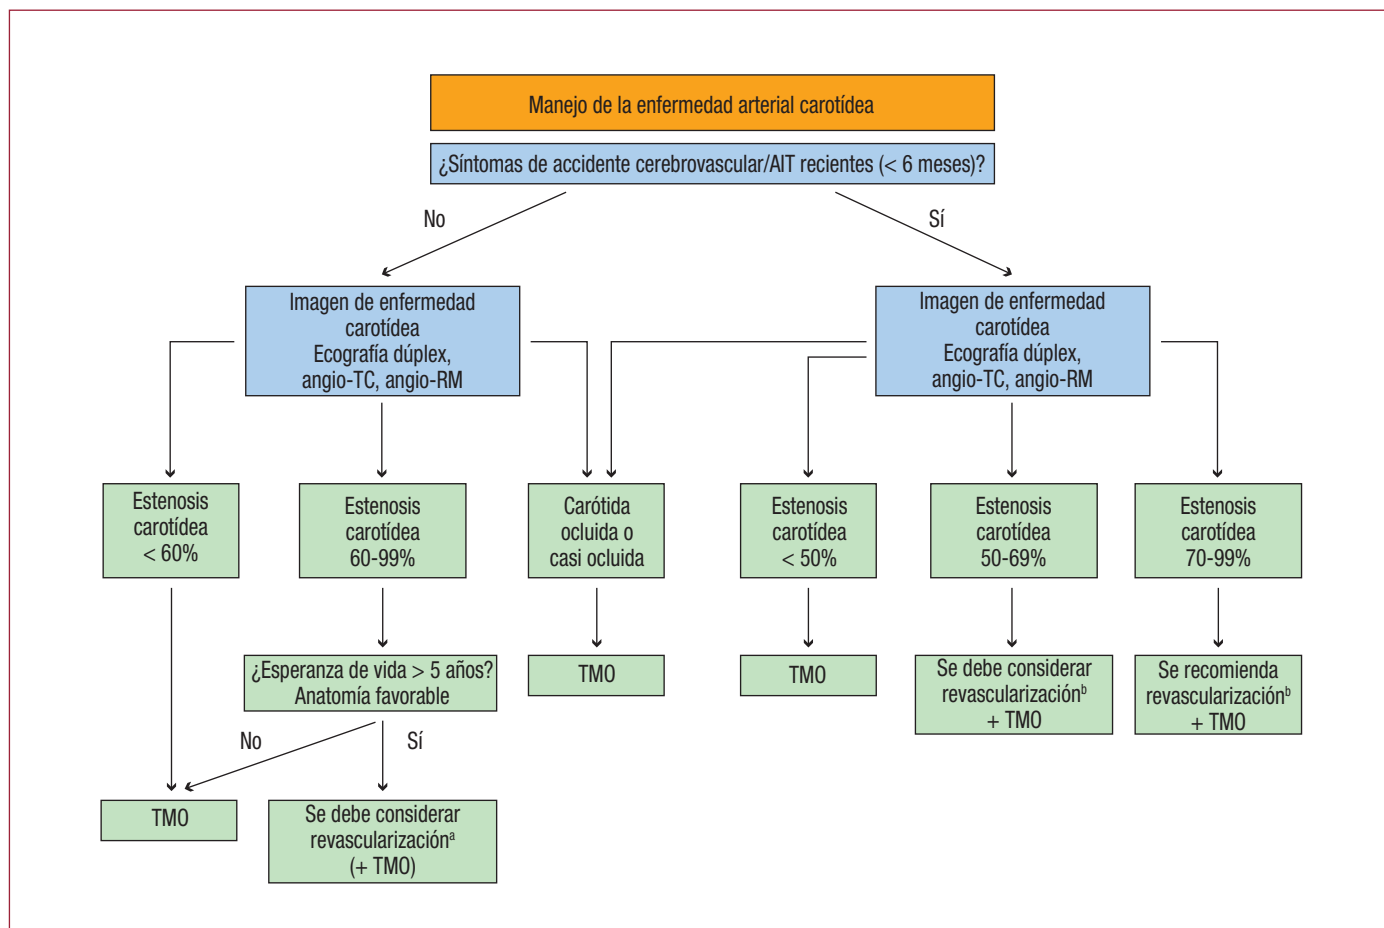 Manejo de la enfermedad arterial carotídea
¿Síntomas de accidente cerebrovascular/AIT recientes (< 6 meses)?
No
Sí
Imagen de enfermedad
carotídea
Ecografía dúplex,
angio-TC, angio-RM
Imagen de enfermedad
carotídea
Ecografía dúplex,
angio-TC, angio-RM
Estenosis
carotídea
< 60%
Estenosis
carotídea
60-99%
Carótida
ocluida o
casi ocluida
Estenosis
carotídea
< 50%
Estenosis
carotídea
50-69%
Estenosis
carotídea
70-99%
¿Esperanza de vida > 5 años?
Anatomía favorable
TMO
TMO
Se debe considerar
revascularizaciónᵇ
+ TMO
Se recomienda
revascularizaciónᵇ
+ TMO
No
Sí
TMO
Se debe considerar
revascularizaciónᵃ
(+ TMO)